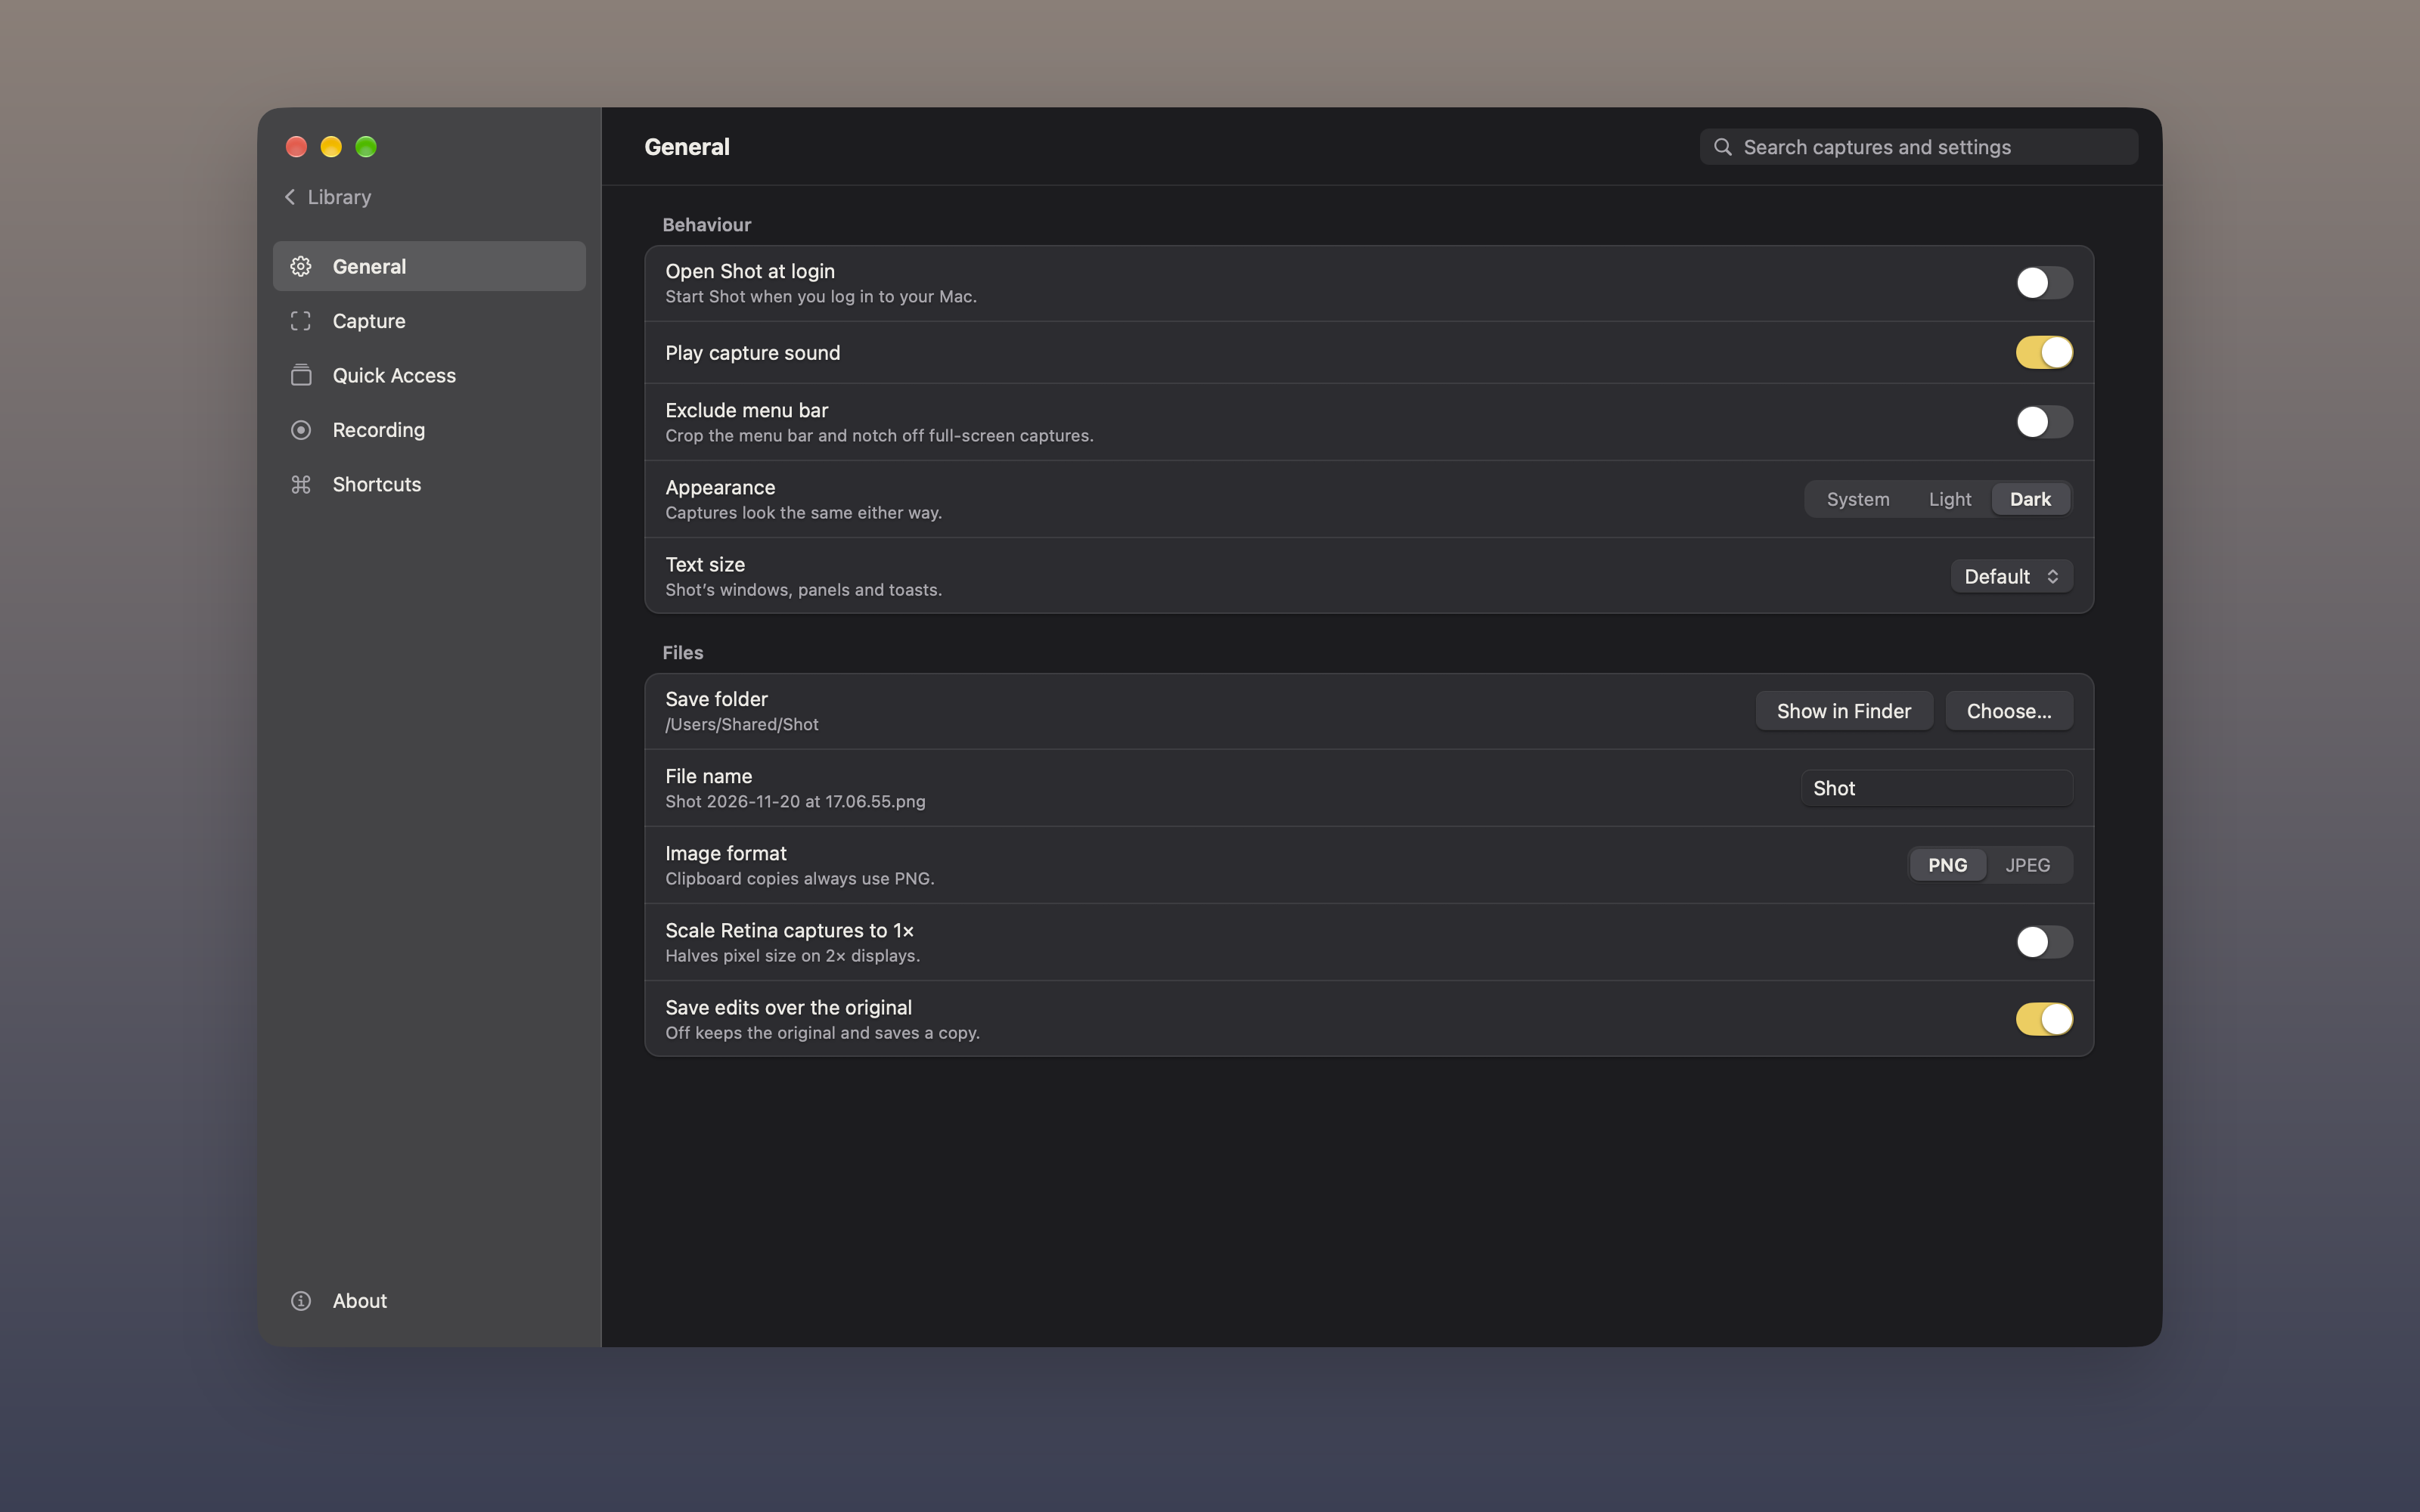 Library
General
Capture
Quick Access
Recording
Shortcuts
About
General
Search captures and settings
Behaviour
Open Shot at login
Start Shot when you log in to your Mac.
Play capture sound
Exclude menu bar
Crop the menu bar and notch off full-screen captures.
Appearance
Captures look the same either way.
System Light Dark
Text size
Shot’s windows, panels and toasts.
Default
Files
Save folder
/Users/Shared/Shot
Show in Finder Choose...
File name
Shot 2026-11-20 at 17.06.55.png
Shot
Image format
Clipboard copies always use PNG.
PNG JPEG
Scale Retina captures to 1×
Halves pixel size on 2× displays.
Save edits over the original
Off keeps the original and saves a copy.